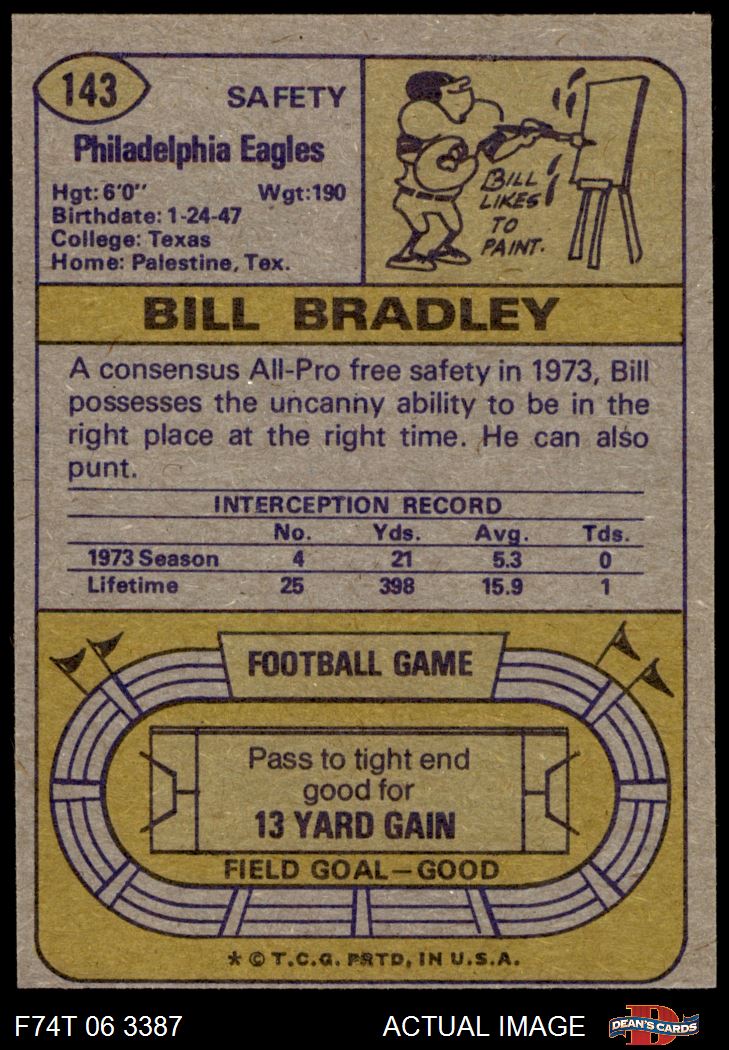 143
SAFETY
Philadelphia Eagles
Hgt: 6'0" Wgt: 190
Birthdate: 1-24-47
College: Texas
Home: Palestine, Tex.
BILL
LIKES
TO
PAINT.
BILL BRADLEY
A consensus All-Pro free safety in 1973, Bill
possesses the uncanny ability to be in the
right place at the right time. He can also
punt.
INTERCEPTION RECORD
No. Yds. Avg. Tds.
1973 Season 4 21 5.3 0
Lifetime 25 398 15.9 1
FOOTBALL GAME
Pass to tight end
good for
13 YARD GAIN
FIELD GOAL—GOOD
* © T.C.G. PRTD. IN U.S.A.
F74T 06 3387 ACTUAL IMAGE D DEAN'S CARDS